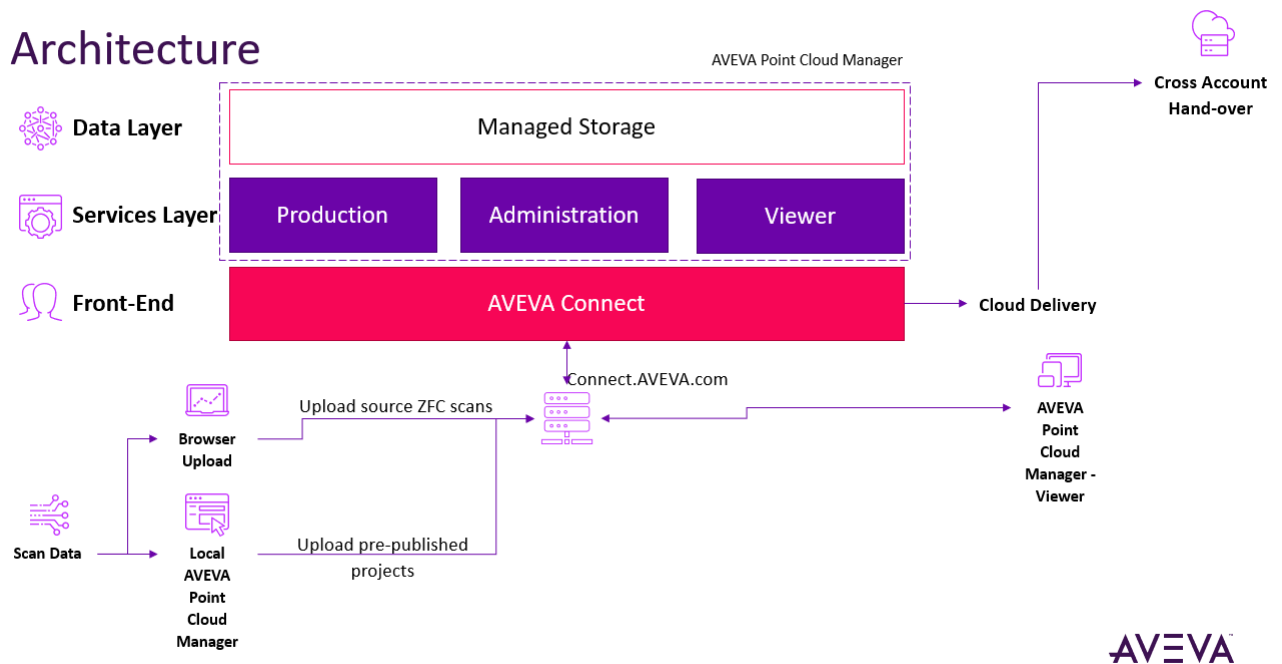 Architecture
AVEVA Point Cloud Manager
Cross Account
Hand-over
Data Layer
Managed Storage
Services Layer
Production
Administration
Viewer
Front-End
AVEVA Connect
Cloud Delivery
Connect.AVEVA.com
Upload source ZFC scans
Browser
Upload
AVEVA
Point
Cloud
Manager -
Viewer
Scan Data
Local
AVEVA
Point
Cloud
Manager
Upload pre-published
projects
AVEVA™